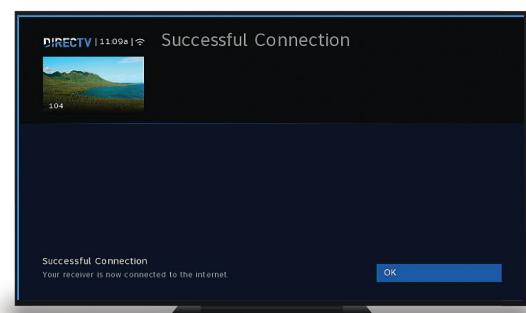 DIRECTV | 11:09a | Successful Connection
104
Successful Connection
Your receiver is now connected to the internet.
OK